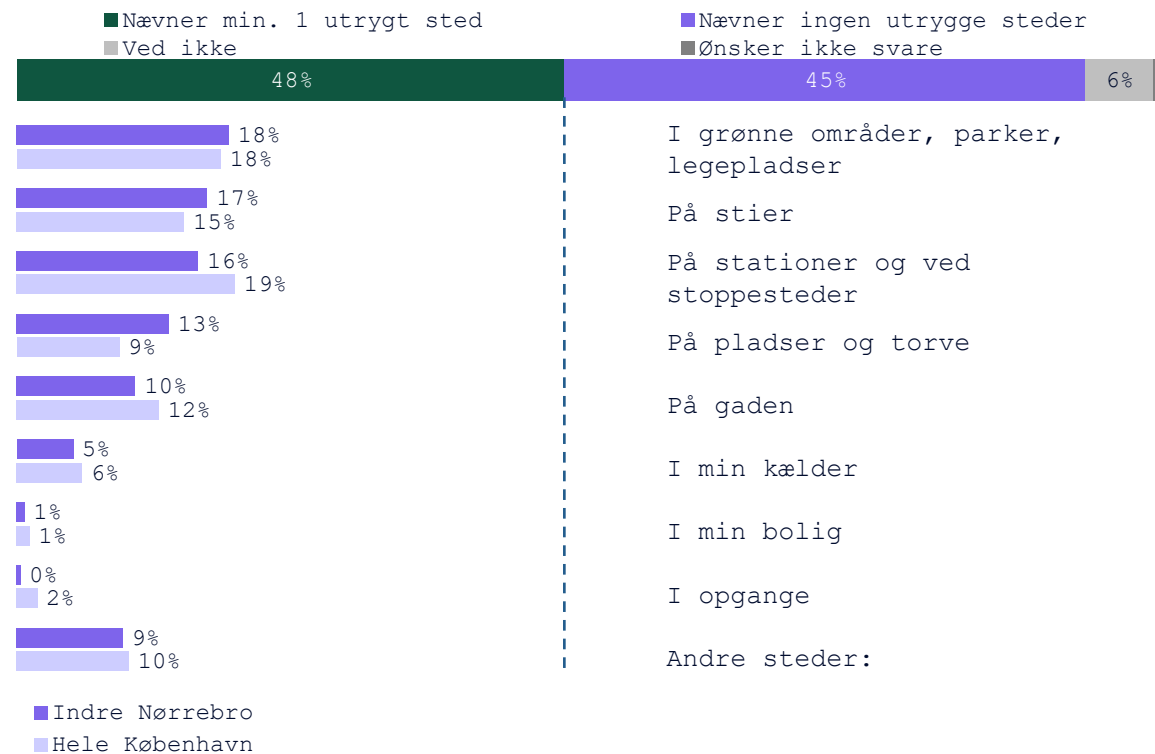 Nævner min. 1 utrygt sted
Nævner ingen utrygge steder
Ved ikke
Ønsker ikke svare
48%
45%
6%
18%
18%
I grønne områder, parker,
legepladser
17%
15%
På stier
16%
19%
På stationer og ved
stoppesteder
13%
9%
På pladser og torve
10%
12%
På gaden
5%
6%
I min kælder
1%
1%
I min bolig
0%
2%
I opgange
9%
10%
Andre steder:
Indre Nørrebro
Hele København